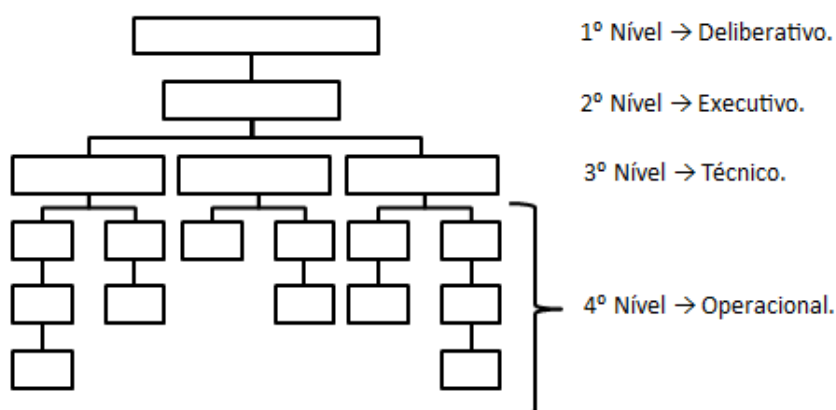 1º Nível → Deliberativo.
2º Nível → Executivo.
3º Nível → Técnico.
4º Nível → Operacional.